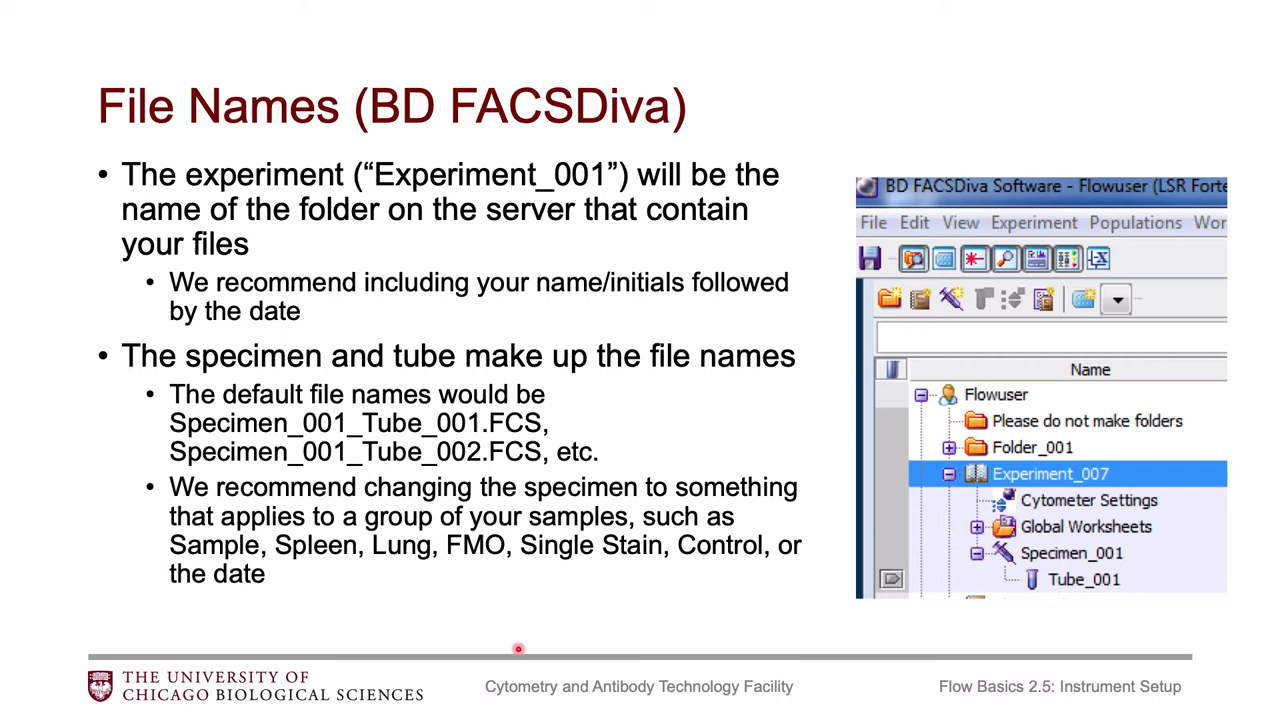 File Names (BD FACSDiva)
• The experiment (“Experiment_001”) will be the
name of the folder on the server that contain
your files
• We recommend including your name/initials followed
by the date
• The specimen and tube make up the file names
• The default file names would be
Specimen_001_Tube_001.FCS,
Specimen_001_Tube_002.FCS, etc.
• We recommend changing the specimen to something
that applies to a group of your samples, such as
Sample, Spleen, Lung, FMO, Single Stain, Control, or
the date
BD FACSDiva Software - Flowuser (LSR Forte
File Edit View Experiment Populations Wor
Name
Flowuser
Please do not make folders
Folder_001
Experiment_007
Cytometer Settings
Global Worksheets
Specimen_001
Tube_001
THE UNIVERSITY OF
CHICAGO BIOLOGICAL SCIENCES
Cytometry and Antibody Technology Facility
Flow Basics 2.5: Instrument Setup